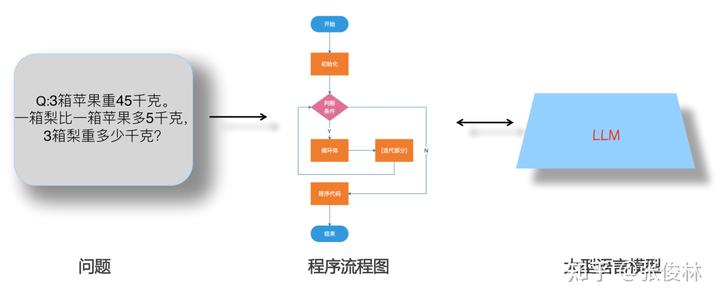 Q:3箱苹果重45千克。
一箱梨比一箱苹果多5千克,
3箱梨重多少千克?
开始
初始化
判断
条件
Y
N
循环体
[迭代部分]
程序代码
结束
LLM
问题
程序流程图
大型语言模型
知乎 @张俊林